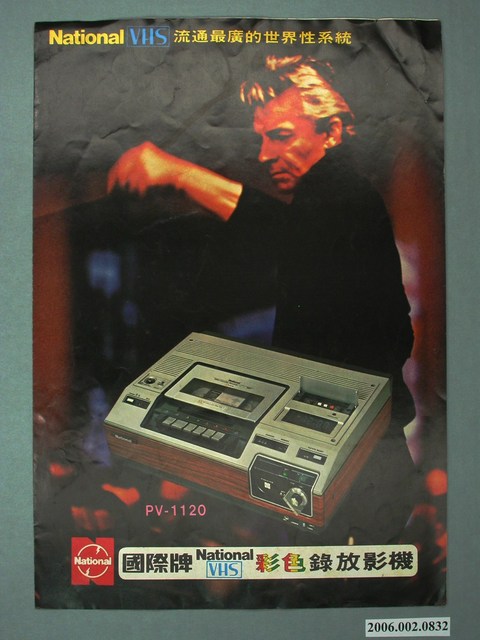 National VHS 流通最廣的世界性系統
PV-1120
National
國際牌 National VHS 彩色錄放影機
2006.002.0832